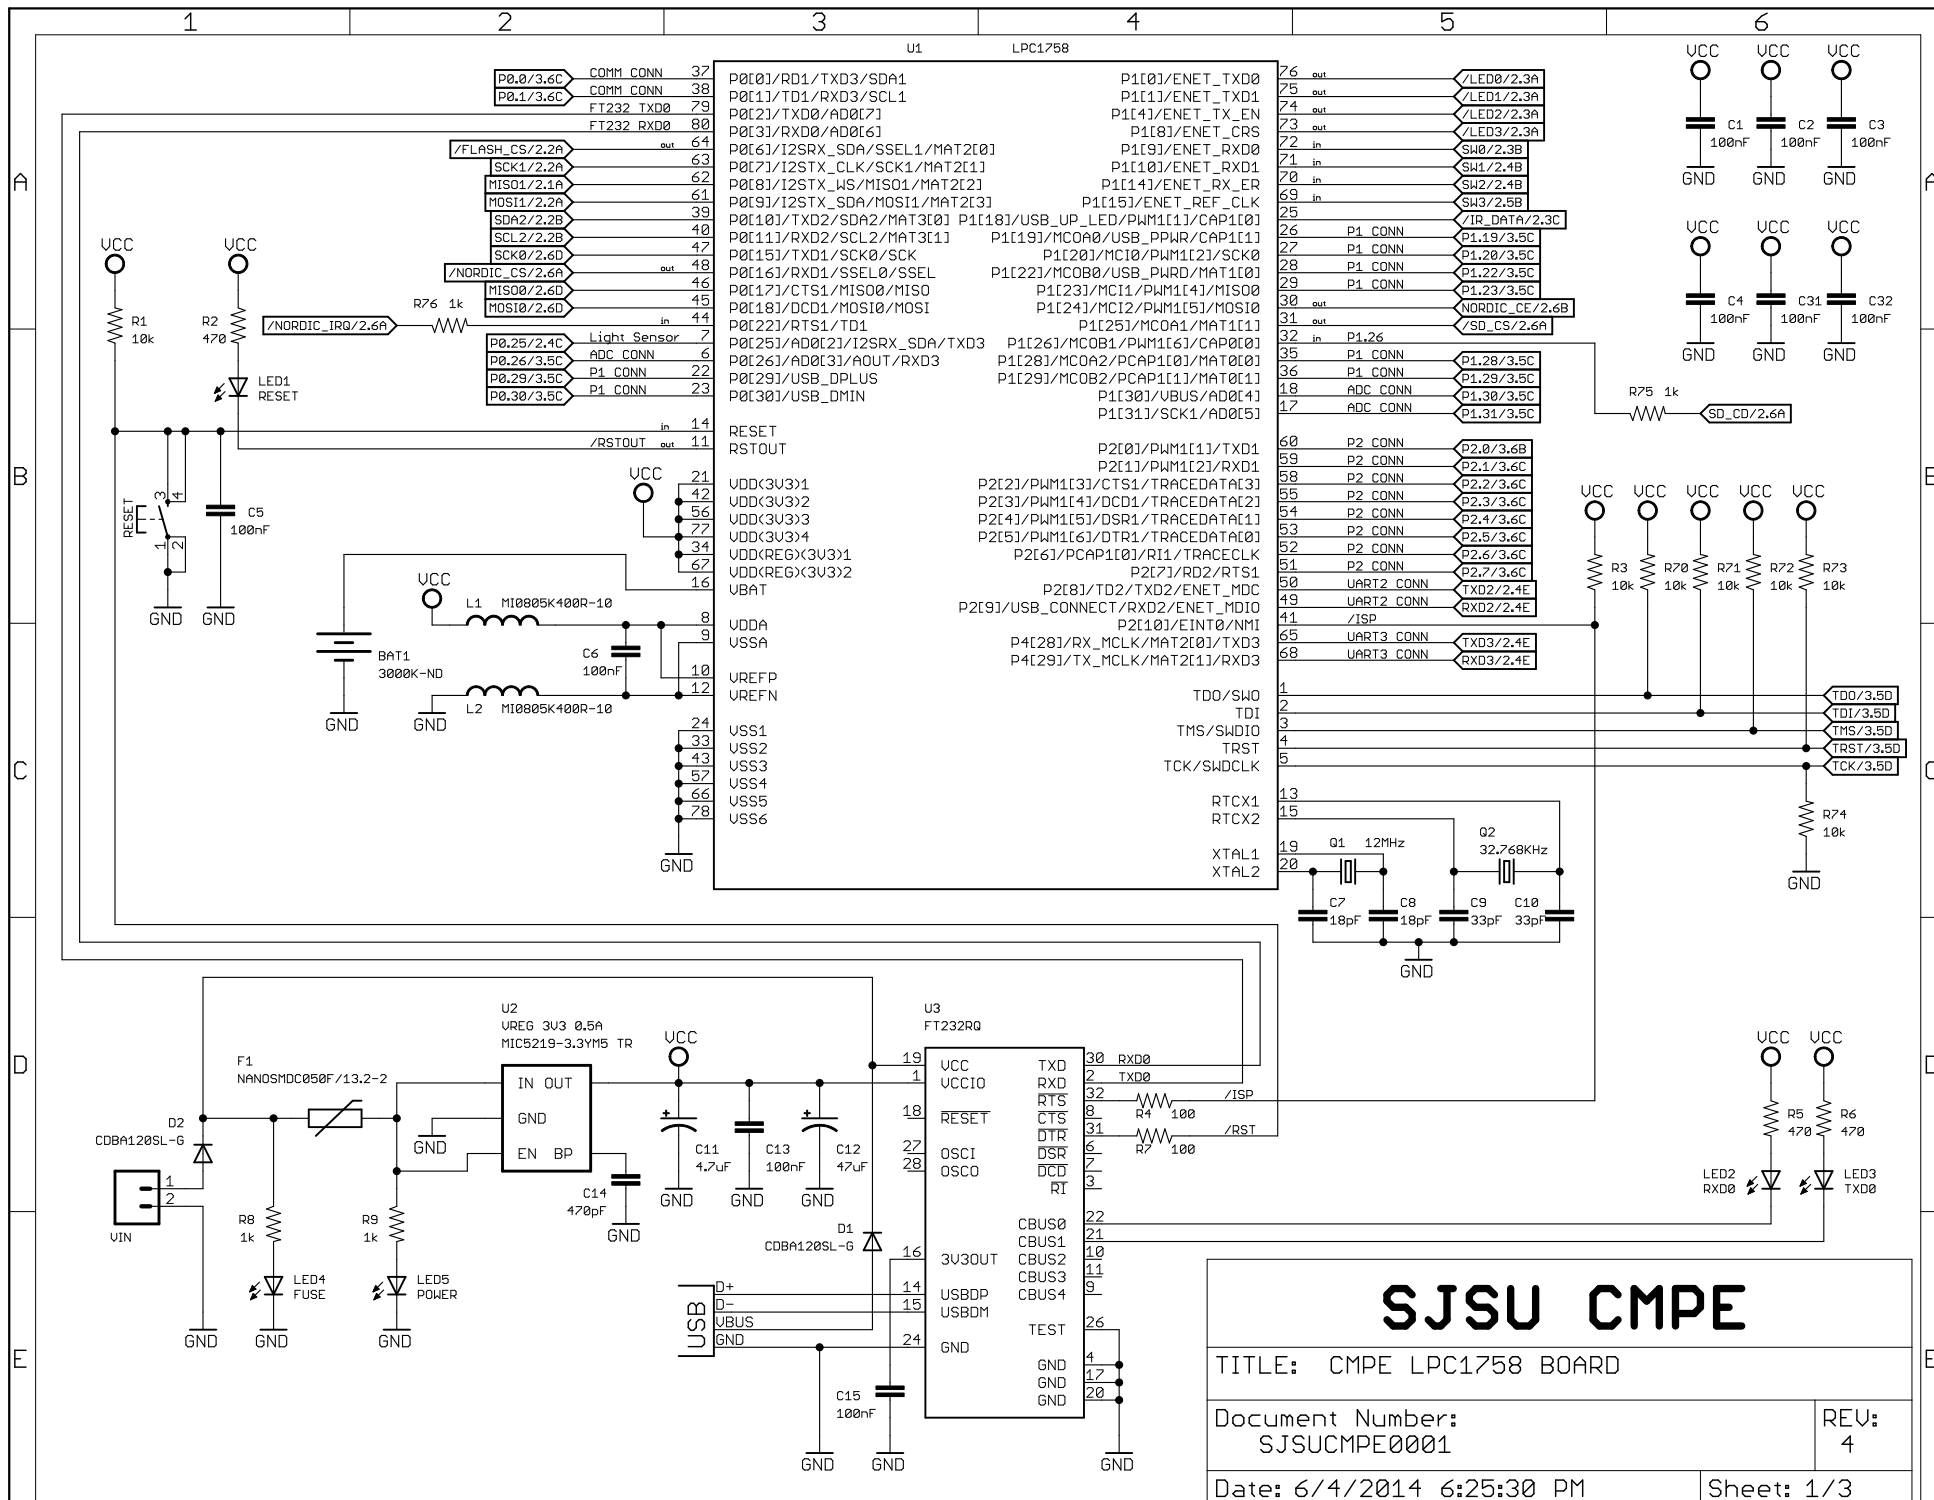 1 2 3 4 5 6
A
B
C
D
E
A
B
C
D
E
U1 LPC1758
P0.0/3.6C COMM CONN 37 P0[0]/RD1/TXD3/SDA1
P0.1/3.6C COMM CONN 38 P0[1]/TD1/RXD3/SCL1
FT232 TXD0 79 P0[2]/TXD0/AD0[7]
FT232 RXD0 80 P0[3]/RXD0/AD0[6]
/FLASH_CS/2.2A out 64 P0[6]/I2SRX_SDA/SSEL1/MAT2[0]
SCK1/2.2A 63 P0[7]/I2STX_CLK/SCK1/MAT2[1]
MISO1/2.1A 62 P0[8]/I2STX_WS/MISO1/MAT2[2]
MOSI1/2.2A 61 P0[9]/I2STX_SDA/MOSI1/MAT2[3]
SDA2/2.2B 39 P0[10]/TXD2/SDA2/MAT3[0]
SCL2/2.2B 40 P0[11]/RXD2/SCL2/MAT3[1]
SCK0/2.6D 47 P0[15]/TXD1/SCK0/SCK
/NORDIC_CS/2.6A out 48 P0[16]/RXD1/SSEL0/SSEL
MISO0/2.6D 46 P0[17]/CTS1/MISO0/MISO
MOSI0/2.6D 45 P0[18]/DCD1/MOSI0/MOSI
/NORDIC_IRQ/2.6A R76 1k in 44 P0[22]/RTS1/TD1
P0.25/2.4C Light Sensor 7 P0[25]/AD0[2]/I2SRX_SDA/TXD3
P0.26/3.5C ADC CONN 6 P0[26]/AD0[3]/AOUT/RXD3
P0.29/3.5C P1 CONN 22 P0[29]/USB_DPLUS
P0.30/3.5C P1 CONN 23 P0[30]/USB_DMIN
in 14 RESET
/RSTOUT out 11 RSTOUT
21 VDD(3V3)1
42 VDD(3V3)2
56 VDD(3V3)3
77 VDD(3V3)4
34 VDD(REG)(3V3)1
67 VDD(REG)(3V3)2
16 VBAT
8 VDDA
9 VSSA
10 VREFP
12 VREFN
24 VSS1
33 VSS2
43 VSS3
57 VSS4
66 VSS5
78 VSS6
GND
P1[0]/ENET_TXD0 76 out /LED0/2.3A
P1[1]/ENET_TXD1 75 out /LED1/2.3A
P1[4]/ENET_TX_EN 74 out /LED2/2.3A
P1[8]/ENET_CRS 73 out /LED3/2.3A
P1[9]/ENET_RXD0 72 in SW0/2.3B
P1[10]/ENET_RXD1 71 in SW1/2.4B
P1[14]/ENET_RX_ER 70 in SW2/2.4B
P1[15]/ENET_REF_CLK 69 in SW3/2.5B
P1[18]/USB_UP_LED/PWM1[1]/CAP1[0] 25 /IR_DATA/2.3C
P1[19]/MCOA0/USB_PPWR/CAP1[1] 26 P1 CONN P1.19/3.5C
P1[20]/MCI0/PWM1[2]/SCK0 27 P1 CONN P1.20/3.5C
P1[22]/MCOB0/USB_PWRD/MAT1[0] 28 P1 CONN P1.22/3.5C
P1[23]/MCI1/PWM1[4]/MISO0 29 P1 CONN P1.23/3.5C
P1[24]/MCI2/PWM1[5]/MOSI0 30 out NORDIC_CE/2.6B
P1[25]/MCOA1/MAT1[1] 31 out /SD_CS/2.6A
P1[26]/MCOB1/PWM1[6]/CAP0[0] 32 in P1.26
P1[28]/MCOA2/PCAP1[0]/MAT0[0] 35 P1 CONN P1.28/3.5C
P1[29]/MCOB2/PCAP1[1]/MAT0[1] 36 P1 CONN P1.29/3.5C
P1[30]/VBUS/AD0[4] 18 ADC CONN P1.30/3.5C
P1[31]/SCK1/AD0[5] 17 ADC CONN P1.31/3.5C
R75 1k SD_CD/2.6A
P2[0]/PWM1[1]/TXD1 60 P2 CONN P2.0/3.6B
P2[1]/PWM1[2]/RXD1 59 P2 CONN P2.1/3.6C
P2[2]/PWM1[3]/CTS1/TRACEDATA[3] 58 P2 CONN P2.2/3.6C
P2[3]/PWM1[4]/DCD1/TRACEDATA[2] 55 P2 CONN P2.3/3.6C
P2[4]/PWM1[5]/DSR1/TRACEDATA[1] 54 P2 CONN P2.4/3.6C
P2[5]/PWM1[6]/DTR1/TRACEDATA[0] 53 P2 CONN P2.5/3.6C
P2[6]/PCAP1[0]/RI1/TRACECLK 52 P2 CONN P2.6/3.6C
P2[7]/RD2/RTS1 51 P2 CONN P2.7/3.6C
P2[8]/TD2/TXD2/ENET_MDC 50 UART2 CONN TXD2/2.4E
P2[9]/USB_CONNECT/RXD2/ENET_MDIO 49 UART2 CONN RXD2/2.4E
P2[10]/EINT0/NMI 41 /ISP
P4[28]/RX_MCLK/MAT2[0]/TXD3 65 UART3 CONN TXD3/2.4E
P4[29]/TX_MCLK/MAT2[1]/RXD3 68 UART3 CONN RXD3/2.4E
TDO/SWO 1 TDO/3.5D
TDI 2 TDI/3.5D
TMS/SWDIO 3 TMS/3.5D
TRST 4 TRST/3.5D
TCK/SWDCLK 5 TCK/3.5D
RTCX1 13
RTCX2 15
XTAL1 19
XTAL2 20
Q1 12MHz
Q2
32.768KHz
C7 C8 C9 C10
18pF 18pF 33pF 33pF
GND
VCC VCC VCC
C1 C2 C3
100nF 100nF 100nF
GND GND GND
VCC VCC VCC
C4 C31 C32
100nF 100nF 100nF
GND GND GND
VCC VCC VCC VCC VCC
R3 R70 R71 R72 R73
10k 10k 10k 10k 10k
R74
10k
GND
VCC VCC
R1
10k
R2
470
LED1
RESET
RESET
3 4
1 2
C5
100nF
GND GND
VCC
VCC
L1 MI0805K400R-10
BAT1
3000K-ND
C6
100nF
L2 MI0805K400R-10
GND GND
U2
VREG 3V3 0.5A
MIC5219-3.3YM5 TR
F1
NANOSMDC050F/13.2-2
IN OUT
GND
EN BP
GND
D2
CDBA120SL-G
1
2
VIN
R8
1k
R9
1k
LED4
FUSE
LED5
POWER
GND GND GND
VCC
+ +
C11
4.7uF
C13
100nF
C12
47uF
C14
470pF
GND GND GND
GND
D1
CDBA120SL-G
USB
D+
D-
VBUS
GND
C15
100nF
GND GND GND
U3
FT232RQ
19 VCC
1 VCCIO
18 RESET
27 OSCI
28 OSCO
16 3V3OUT
14 USBDP
15 USBDM
24 GND
TXD 30 RXD0
RXD 2 TXD0
RTS 32 R4 100 /ISP
CTS 8
DTR 31 R7 100 /RST
DSR 6
DCD 7
RI 3
CBUS0 22
CBUS1 21
CBUS2 10
CBUS3 11
CBUS4 9
TEST 26
GND 4
GND 17
GND 20
VCC VCC
R5 R6
470 470
LED2
RXD0
LED3
TXD0
SJSU CMPE
TITLE: CMPE LPC1758 BOARD
Document Number:
SJSUCMPE0001
REV:
4
Date: 6/4/2014 6:25:30 PM
Sheet: 1/3